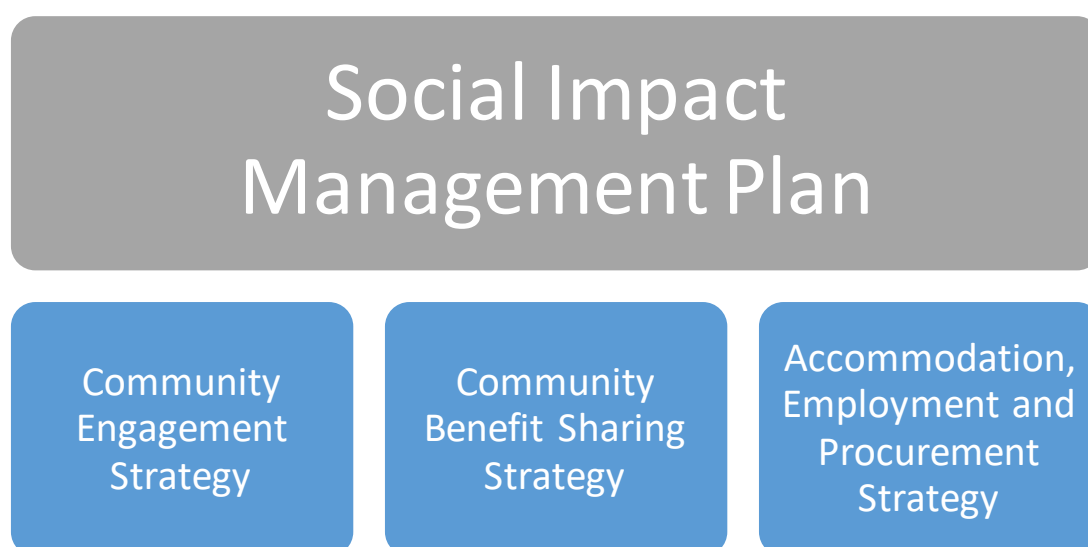 Social Impact
Management Plan
Community
Engagement
Strategy
Community
Benefit Sharing
Strategy
Accommodation,
Employment and
Procurement
Strategy